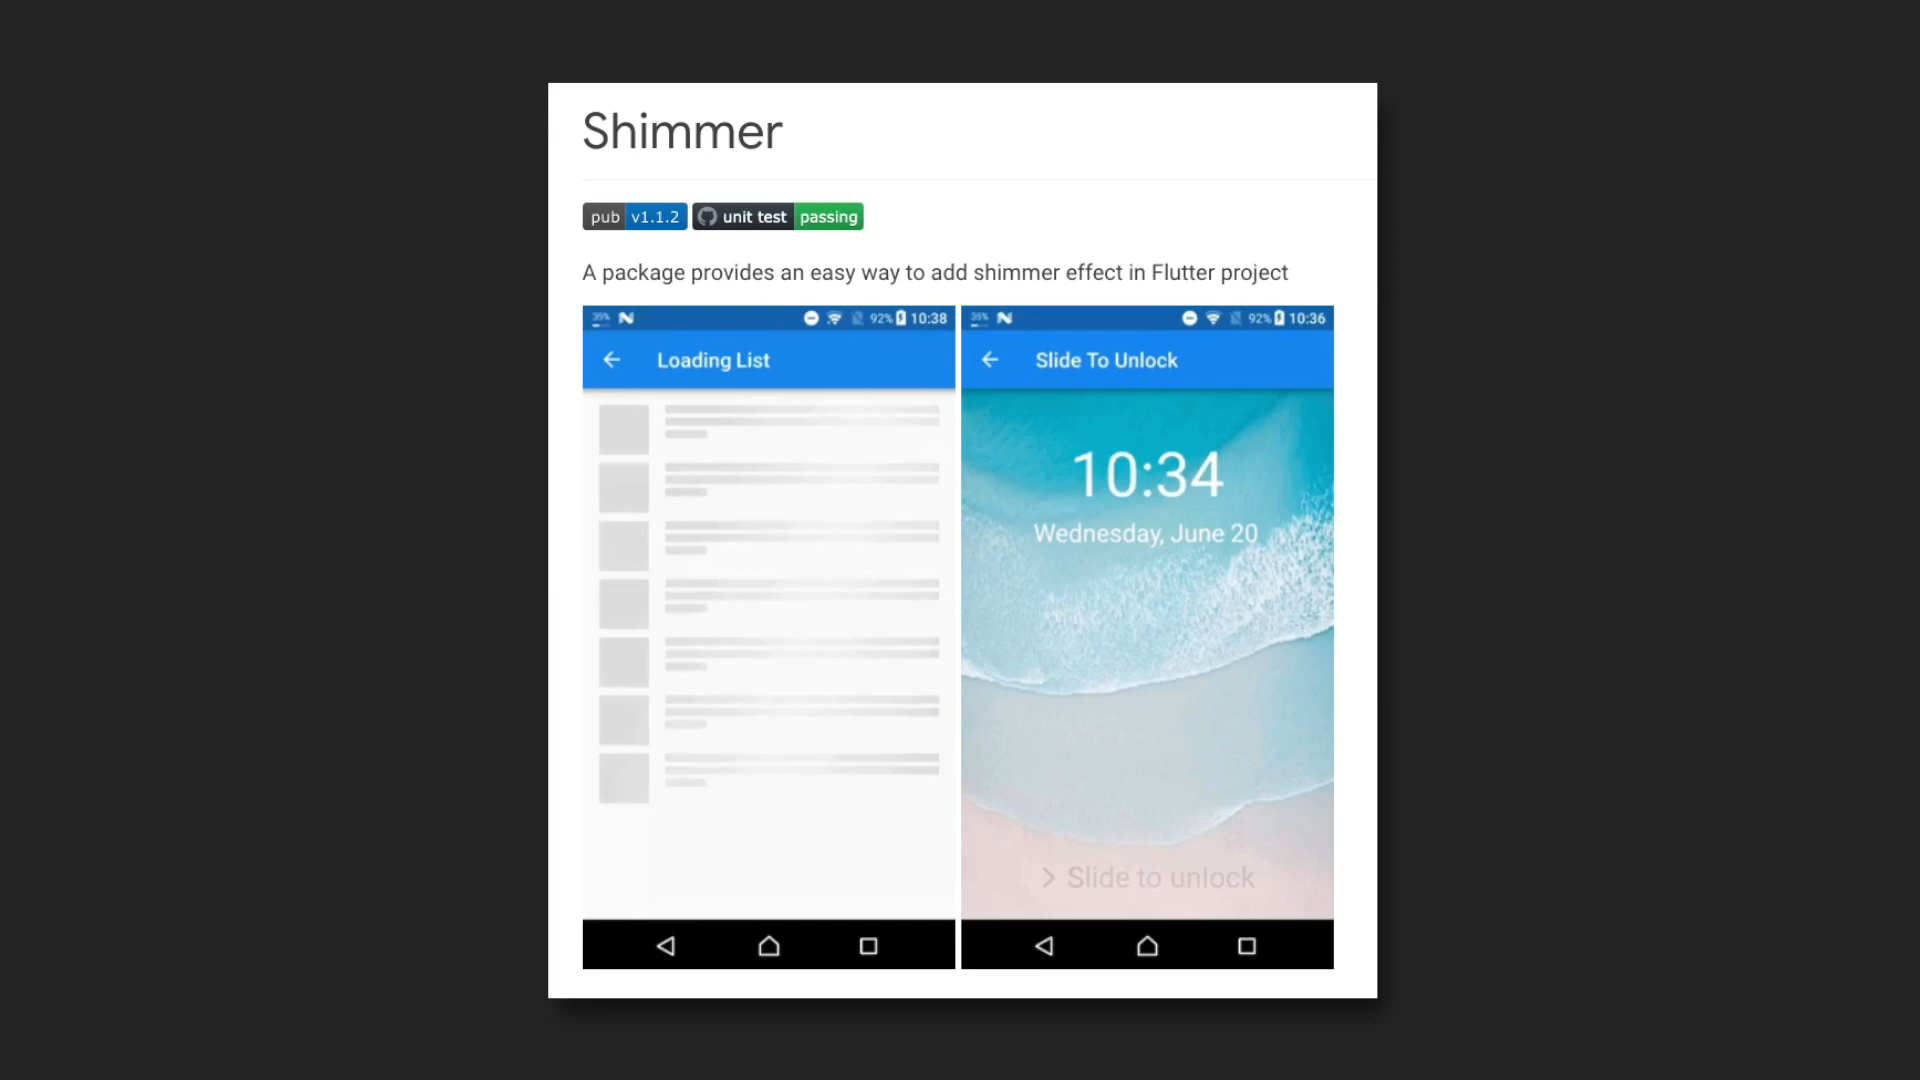 Shimmer
pub v1.1.2 unit test passing
A package provides an easy way to add shimmer effect in Flutter project
35% 92% 10:38
Loading List
35% 92% 10:36
Slide To Unlock
10:34
Wednesday, June 20
> Slide to unlock